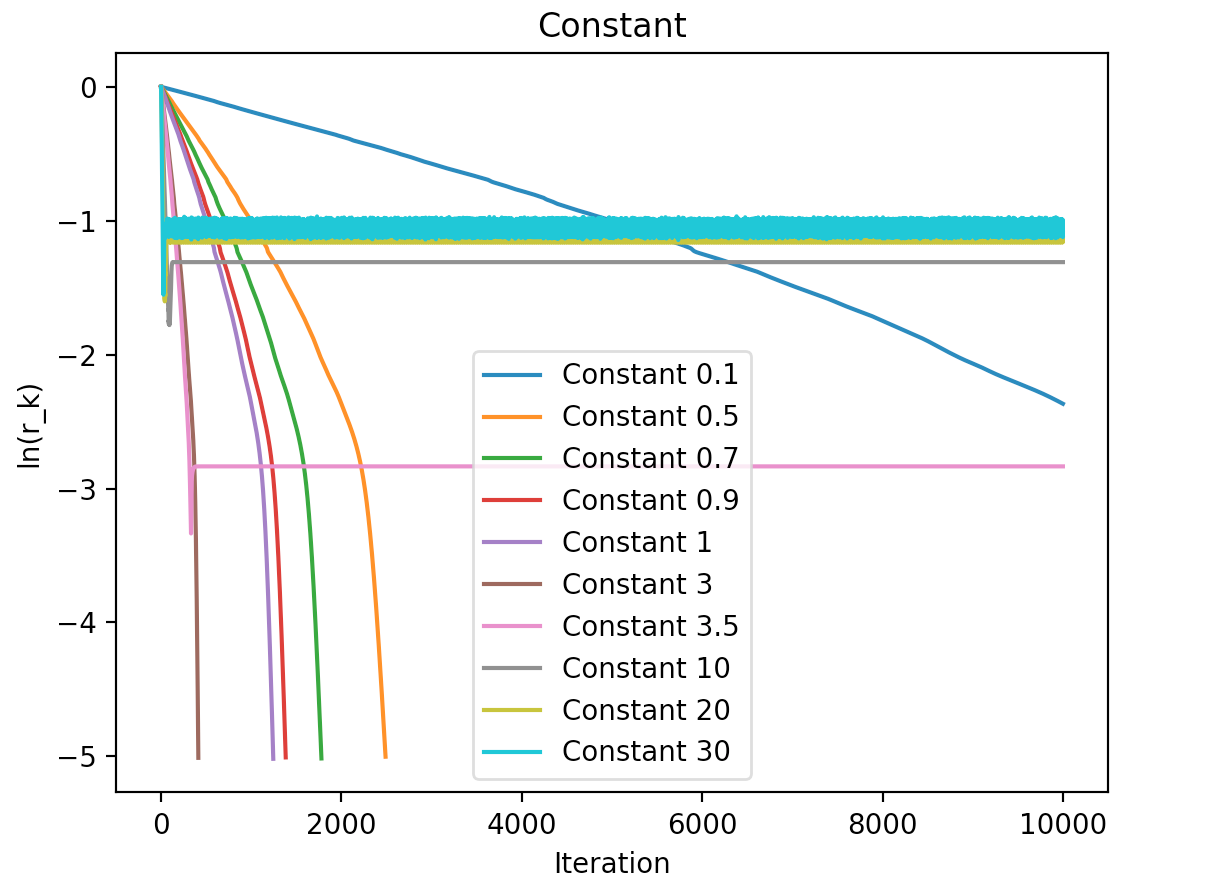 Constant
0
−1
−2
−3
−4
−5
ln(r_k)
Constant 0.1
Constant 0.5
Constant 0.7
Constant 0.9
Constant 1
Constant 3
Constant 3.5
Constant 10
Constant 20
Constant 30
0 2000 4000 6000 8000 10000
Iteration